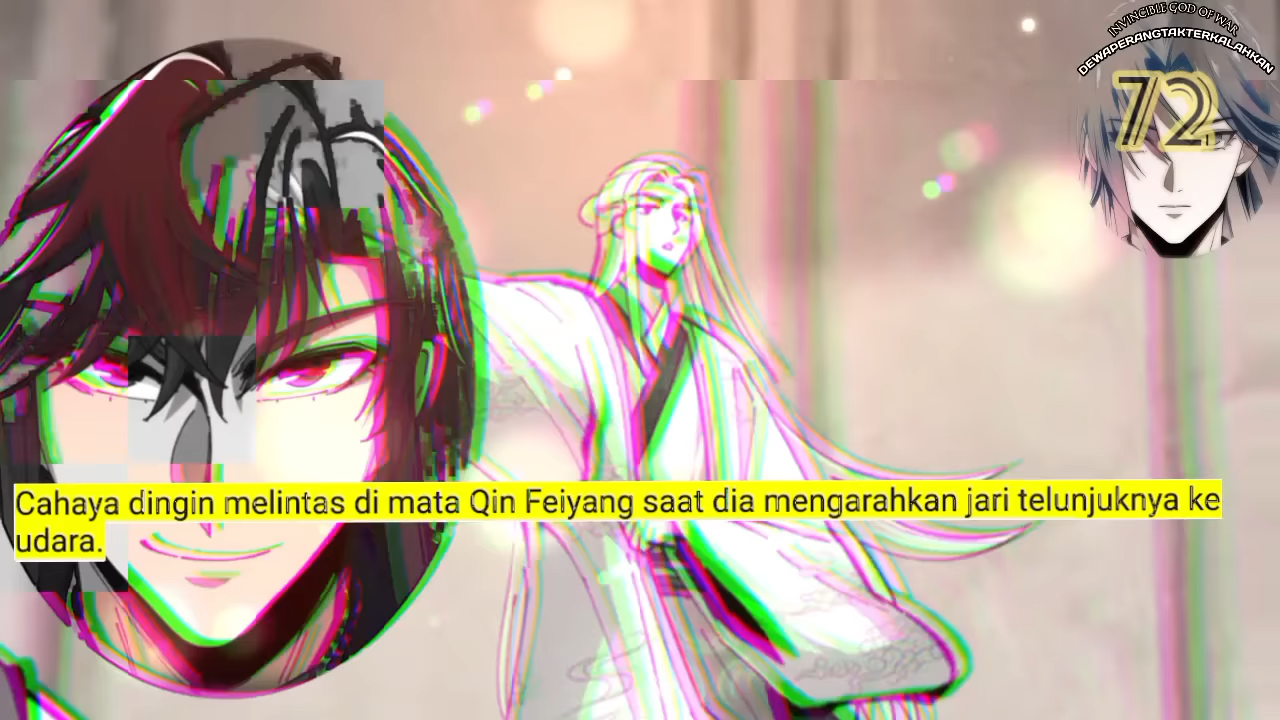 INVINCIBLE GOD OF WAR
DEWAPERANGTAKTERKALAHKAN
72
Cahaya dingin melintas di mata Qin Feiyang saat dia mengarahkan jari telunjuknya ke
udara.